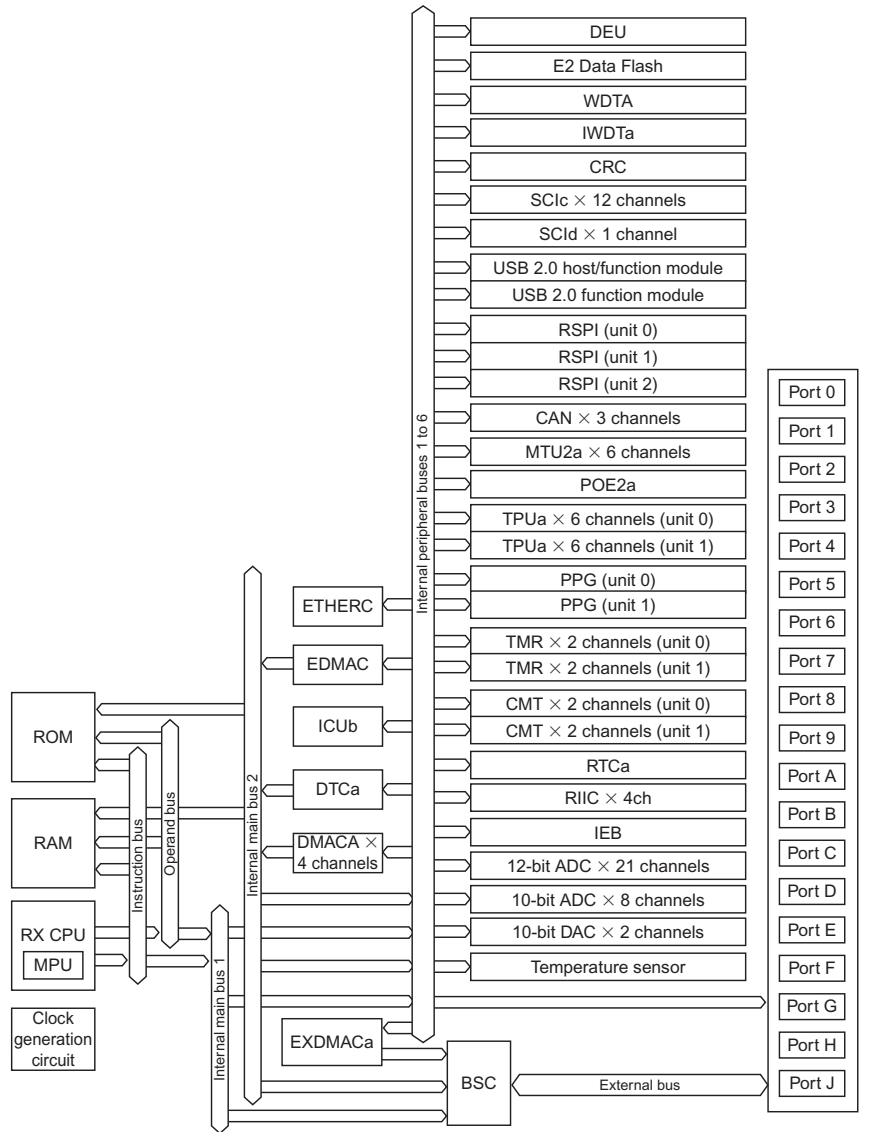 DEU
E2 Data Flash
WDTA
IWDTa
CRC
SCIc × 12 channels
SCId × 1 channel
USB 2.0 host/function module
USB 2.0 function module
RSPI (unit 0)
RSPI (unit 1)
RSPI (unit 2)
CAN × 3 channels
MTU2a × 6 channels
POE2a
TPUa × 6 channels (unit 0)
TPUa × 6 channels (unit 1)
PPG (unit 0)
PPG (unit 1)
TMR × 2 channels (unit 0)
TMR × 2 channels (unit 1)
CMT × 2 channels (unit 0)
CMT × 2 channels (unit 1)
RTCa
RIIC × 4ch
IEB
12-bit ADC × 21 channels
10-bit ADC × 8 channels
10-bit DAC × 2 channels
Temperature sensor
Internal peripheral buses 1 to 6
ETHERC
EDMAC
ICUb
DTCa
DMACA ×
4 channels
EXDMACa
BSC
External bus
Internal main bus 2
Internal main bus 1
Operand bus
Instruction bus
ROM
RAM
RX CPU
MPU
Clock
generation
circuit
Port 0
Port 1
Port 2
Port 3
Port 4
Port 5
Port 6
Port 7
Port 8
Port 9
Port A
Port B
Port C
Port D
Port E
Port F
Port G
Port H
Port J